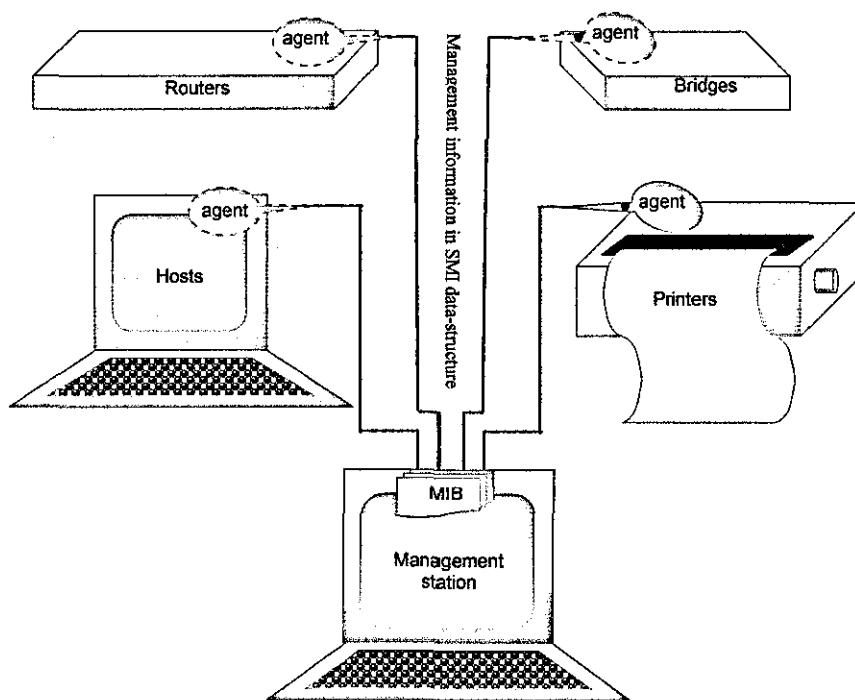 agent
Routers
agent
Bridges
Management information in SMI data-structure
agent
Hosts
agent
Printers
MIB
Management
station